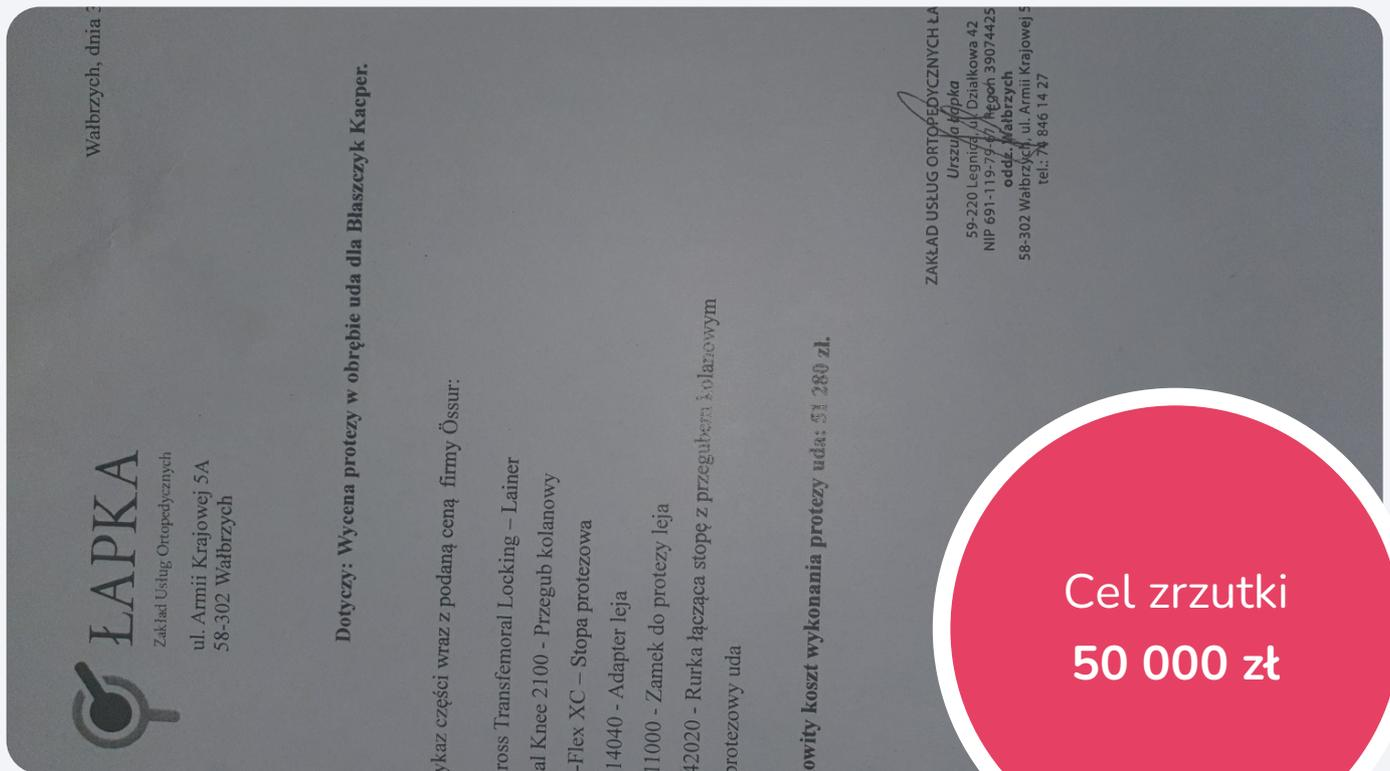 Wałbrzych, dnia
ŁAPKA
Zakład Usług Ortopedycznych
ul. Armii Krajowej 5A
58-302 Wałbrzych
Dotyczy: Wycena protezy w obrębie uda dla Błaszczyk Kacper.
ykaz części wraz z podaną ceną firmy Össur:
ross Transfemoral Locking – Lainer
al Knee 2100 - Przegub kolanowy
-Flex XC – Stopa protezowa
14040 - Adapter leja
11000 - Zamek do protezy leja
42020 - Rurka łącząca stopę z przegubem kolanowym
protezowy uda
owity koszt wykonania protezy uda: 51 280 zł.
ZAKŁAD USŁUG ORTOPEDYCZNYCH ŁA
Urszula Łapka
59-220 Legnica, ul. Działkowa 42
NIP 691-119-79- Regon 39074425
oddz. Wałbrzych
58-302 Wałbrzych, ul. Armii Krajowej 5
tel.: 74 846 14 27
Cel zrzutki
50 000 zł